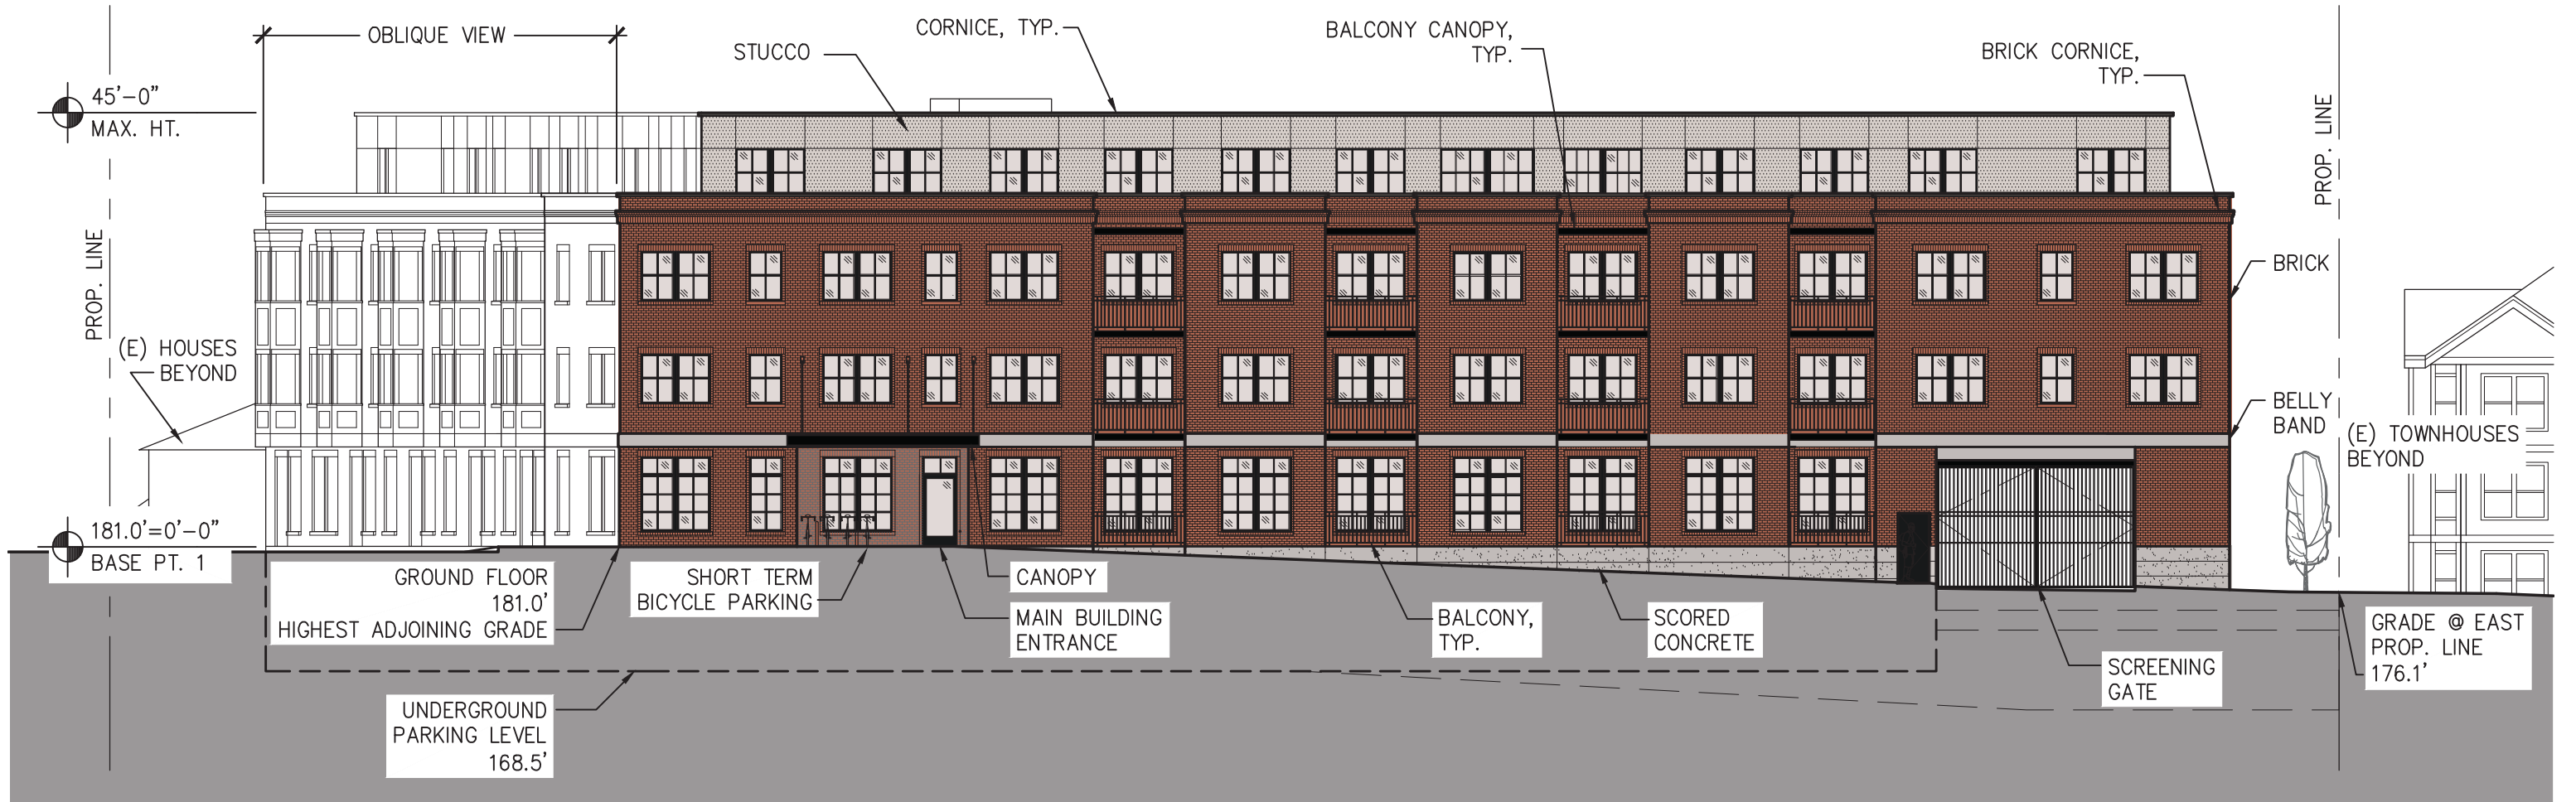 OBLIQUE VIEW
STUCCO
CORNICE, TYP.
BALCONY CANOPY,
TYP.
BRICK CORNICE,
TYP.
45'-0"
MAX. HT.
PROP. LINE
PROP. LINE
BRICK
(E) HOUSES
BEYOND
BELLY
BAND
(E) TOWNHOUSES
BEYOND
181.0'=0'-0"
BASE PT. 1
GROUND FLOOR
181.0'
HIGHEST ADJOINING GRADE
SHORT TERM
BICYCLE PARKING
CANOPY
MAIN BUILDING
ENTRANCE
BALCONY,
TYP.
SCORED
CONCRETE
SCREENING
GATE
GRADE @ EAST
PROP. LINE
176.1'
UNDERGROUND
PARKING LEVEL
168.5'